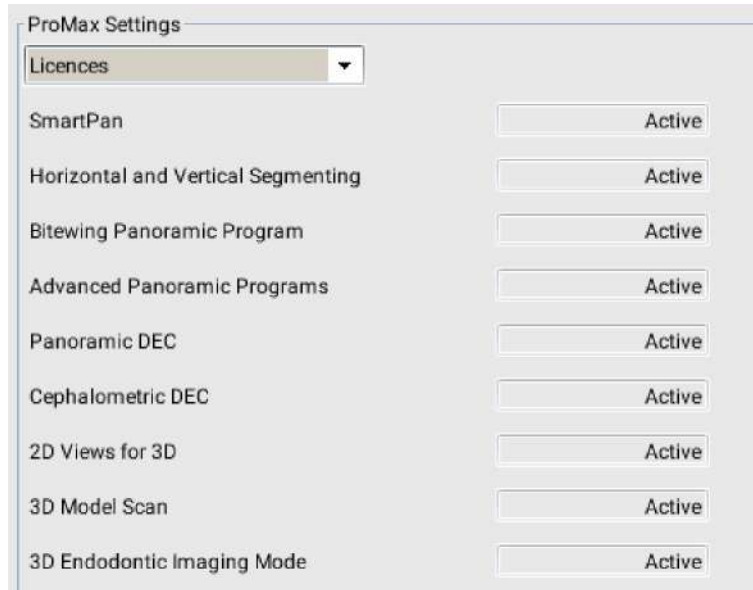 ProMax Settings
Licences
SmartPan Active
Horizontal and Vertical Segmenting Active
Bitewing Panoramic Program Active
Advanced Panoramic Programs Active
Panoramic DEC Active
Cephalometric DEC Active
2D Views for 3D Active
3D Model Scan Active
3D Endodontic Imaging Mode Active